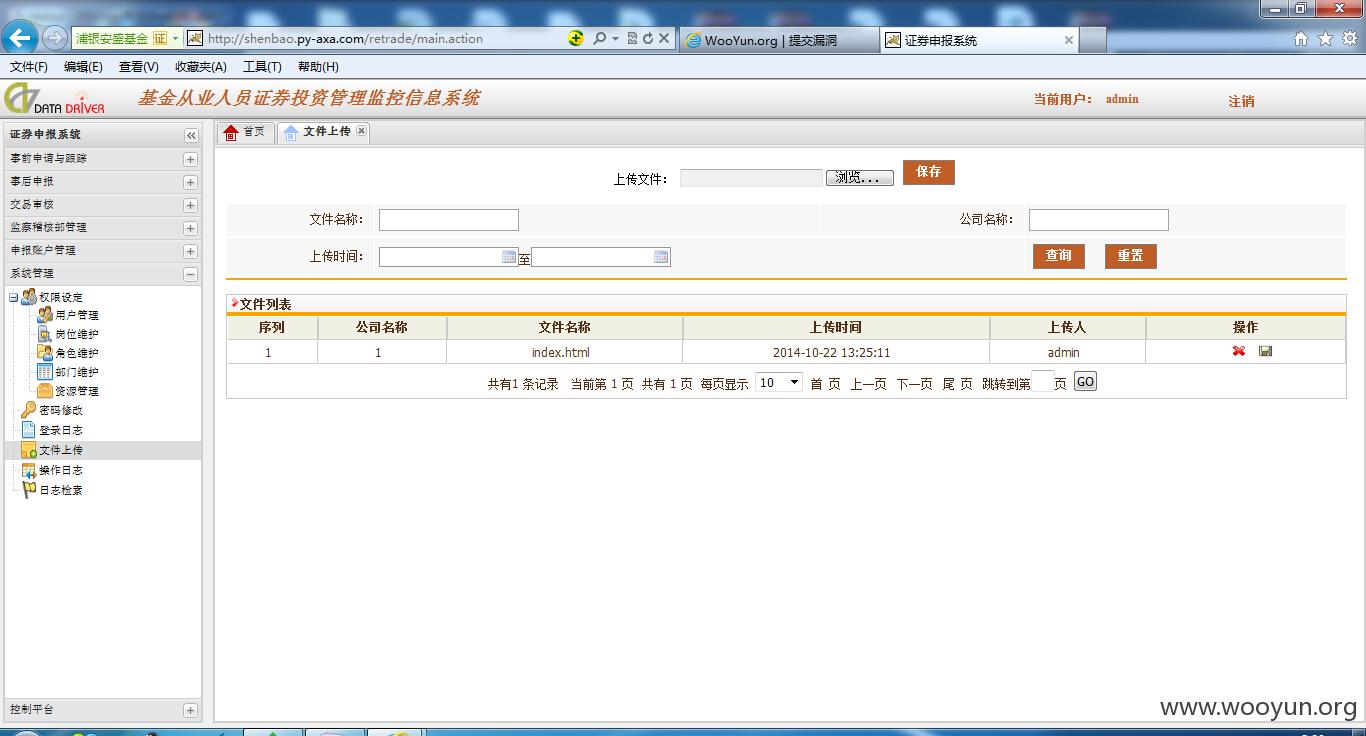 浦银安盛基金 证 http://shenbao.py-axa.com/retrade/main.action WooYun.org | 提交漏洞 证券申报系统
文件(F) 编辑(E) 查看(V) 收藏夹(A) 工具(T) 帮助(H)
DATA DRIVER 基金从业人员证券投资管理监控信息系统 当前用户： admin 注销
证券申报系统
事前申请与跟踪
事后申报
交易审核
监察稽核部管理
申报账户管理
系统管理
权限设定
用户管理
岗位维护
角色维护
部门维护
资源管理
密码修改
登录日志
文件上传
操作日志
日志检索
控制平台
首页 文件上传
上传文件： 浏览... 保存
文件名称： 公司名称：
上传时间： 至 查询 重置
文件列表
序列 公司名称 文件名称 上传时间 上传人 操作
1 1 index.html 2014-10-22 13:25:11 admin
共有1 条记录 当前第 1 页 共有 1 页 每页显示 10 首 页 上一页 下一页 尾 页 跳转到第 页 GO
www.wooyun.org